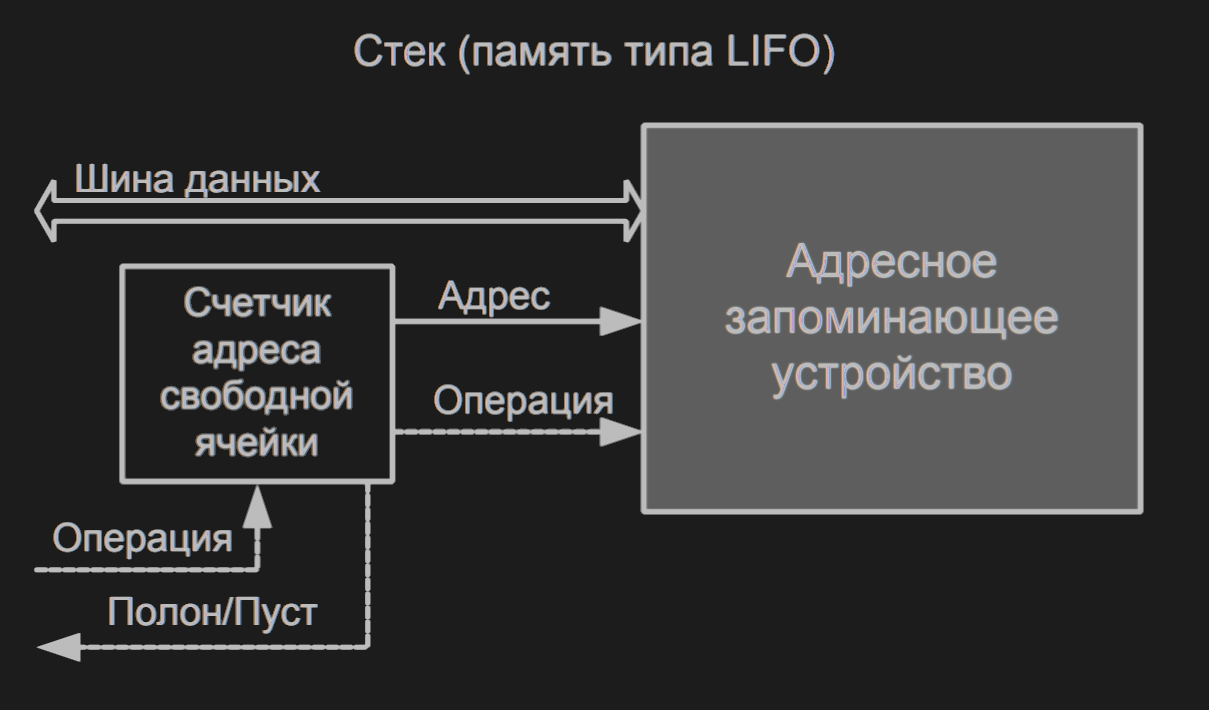 Стек (память типа LIFO)
Шина данных
Счетчик
адреса
свободной
ячейки
Адрес
Операция
Адресное
запоминающее
устройство
Операция
Полон/Пуст